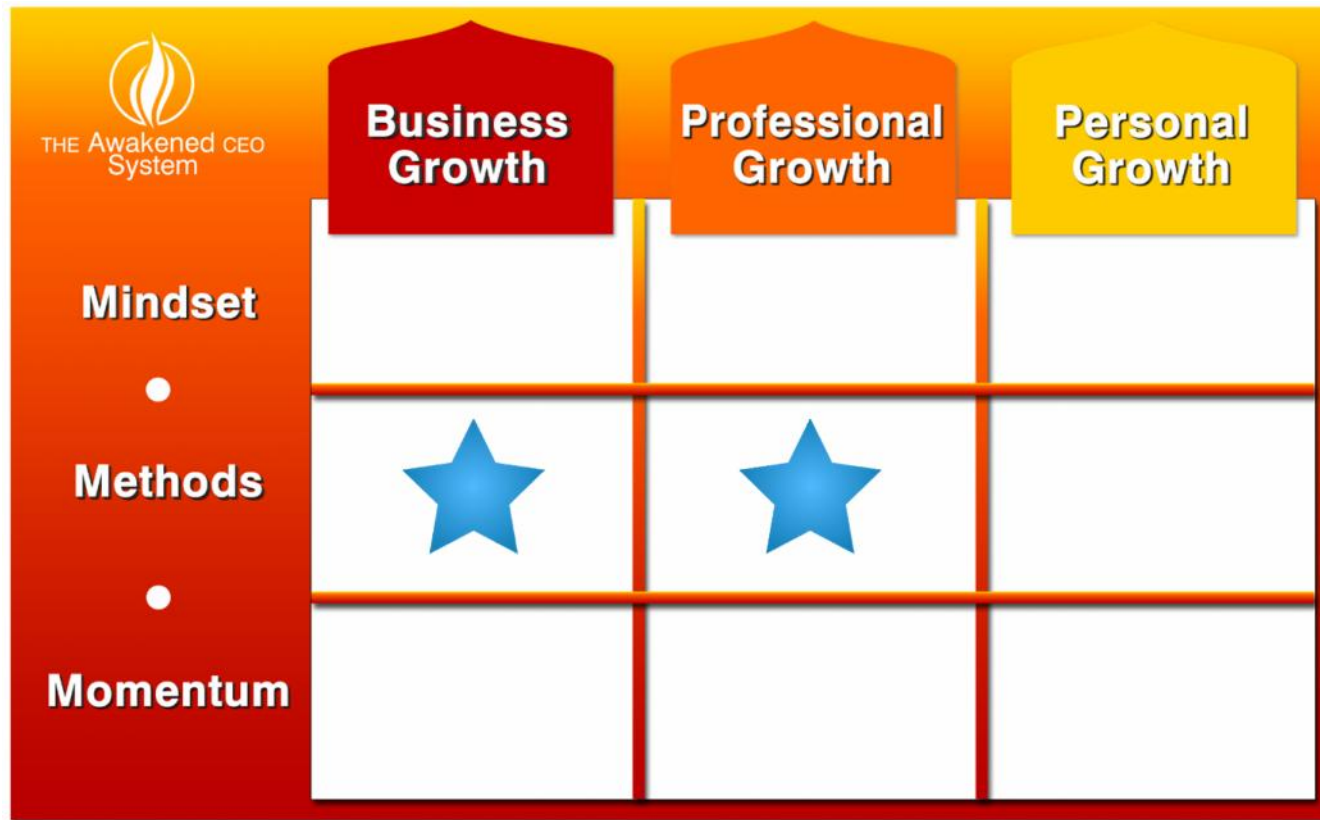 THE Awakened CEO
System
Business
Growth
Professional
Growth
Personal
Growth
Mindset
Methods
Momentum